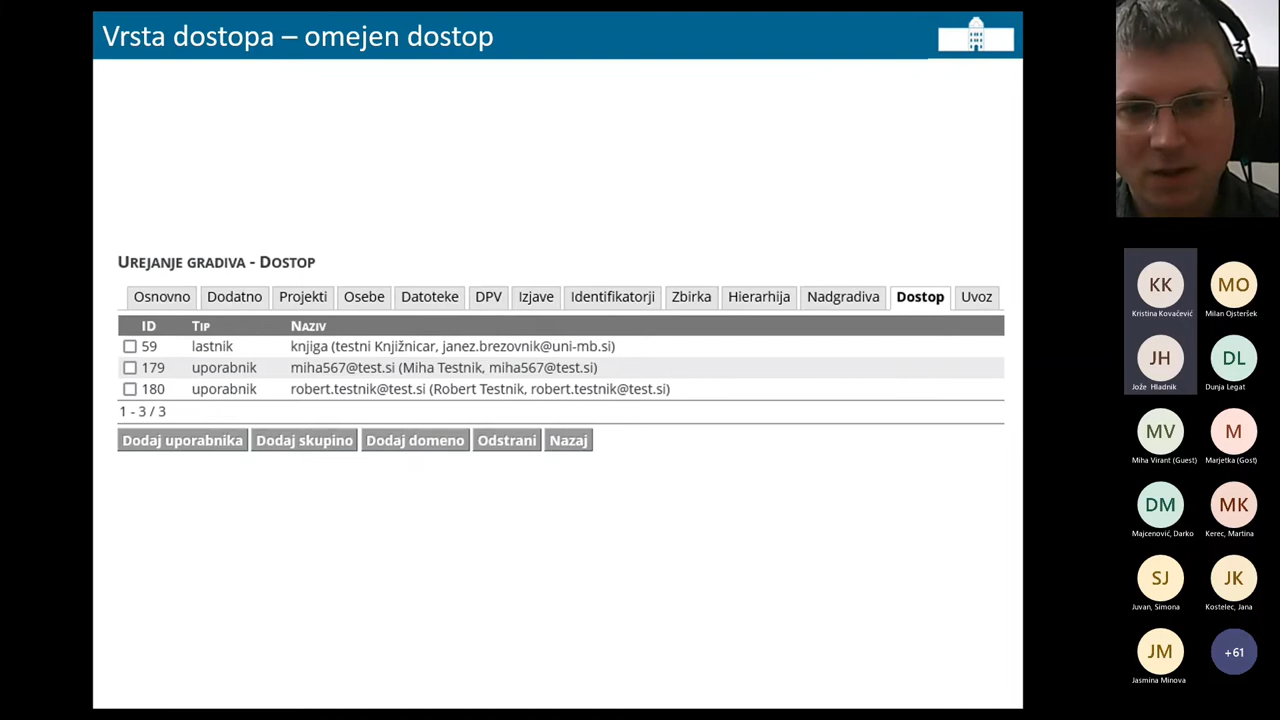 Vrsta dostopa – omejen dostop
Urejanje gradiva - Dostop
Osnovno Dodatno Projekti Osebe Datoteke DPV Izjave Identifikatorji Zbirka Hierarhija Nadgradiva Dostop Uvoz
ID Tip Naziv
59 lastnik knjiga (testni Knjižnicar, janez.brezovnik@uni-mb.si)
179 uporabnik miha567@test.si (Miha Testnik, miha567@test.si)
180 uporabnik robert.testnik@test.si (Robert Testnik, robert.testnik@test.si)
1 - 3 / 3
Dodaj uporabnika Dodaj skupino Dodaj domeno Odstrani Nazaj
KK MO
Kristina Kovačević Milan Ojsteršek
JH DL
Jože Hladnik Dunja Legat
MV M
Miha Virant (Guest) Marjetka (Gost)
DM MK
Majcenović, Darko Kerec, Martina
SJ JK
Juvan, Simona Kostelec, Jana
JM +61
Jasmina Minova